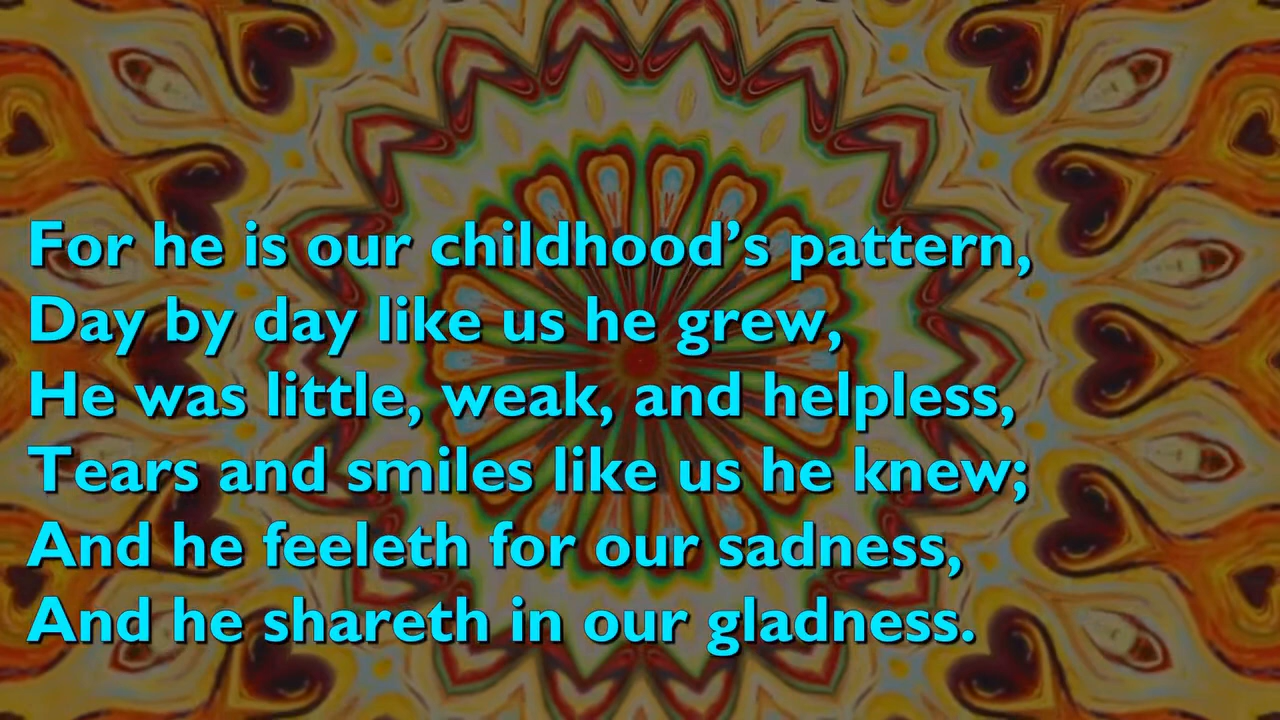 For he is our childhood’s pattern,
Day by day like us he grew,
He was little, weak, and helpless,
Tears and smiles like us he knew;
And he feeleth for our sadness,
And he shareth in our gladness.